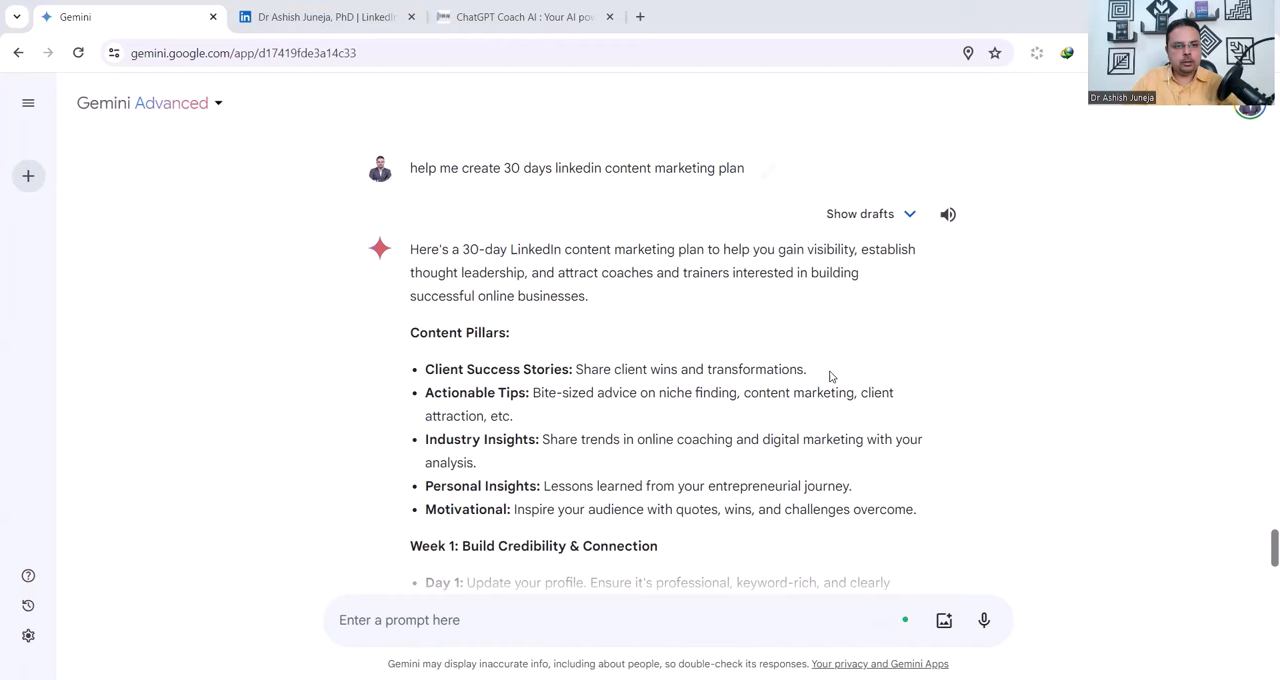 Gemini
Dr Ashish Juneja, PhD | LinkedIn
ChatGPT Coach AI : Your AI pow
gemini.google.com/app/d17419fde3a14c33
Dr Ashish Juneja
Gemini Advanced
help me create 30 days linkedin content marketing plan
Show drafts
Here's a 30-day LinkedIn content marketing plan to help you gain visibility, establish
thought leadership, and attract coaches and trainers interested in building
successful online businesses.
Content Pillars:
• Client Success Stories: Share client wins and transformations.
• Actionable Tips: Bite-sized advice on niche finding, content marketing, client
attraction, etc.
• Industry Insights: Share trends in online coaching and digital marketing with your
analysis.
• Personal Insights: Lessons learned from your entrepreneurial journey.
• Motivational: Inspire your audience with quotes, wins, and challenges overcome.
Week 1: Build Credibility & Connection
• Day 1: Update your profile. Ensure it's professional, keyword-rich, and clearly
Enter a prompt here
Gemini may display inaccurate info, including about people, so double-check its responses. Your privacy and Gemini Apps